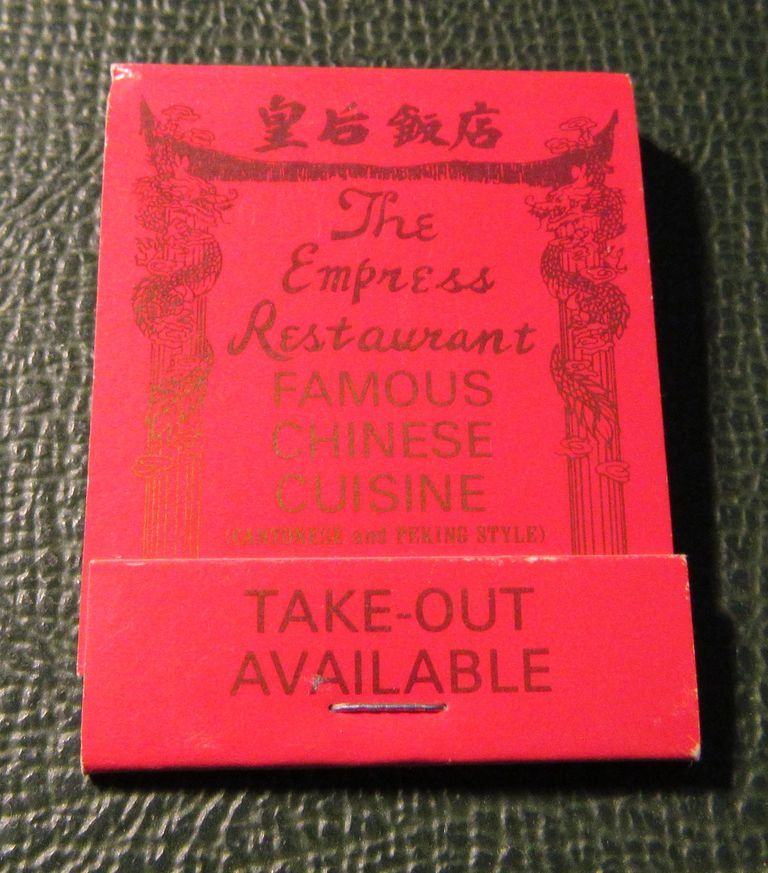 皇后飯店
The
Empress
Restaurant
FAMOUS
CHINESE
CUISINE
(CANTONESE and PEKING STYLE)
TAKE-OUT
AVAILABLE